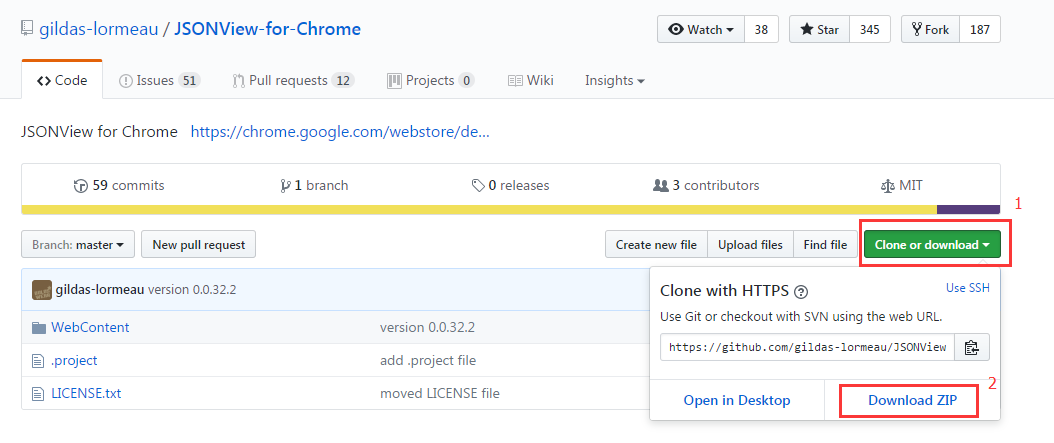 gildas-lormeau / JSONView-for-Chrome
Watch 38 Star 345 Fork 187
Code Issues 51 Pull requests 12 Projects 0 Wiki Insights
JSONView for Chrome https://chrome.google.com/webstore/de...
59 commits 1 branch 0 releases 3 contributors MIT
1
Branch: master New pull request Create new file Upload files Find file Clone or download
gildas-lormeau version 0.0.32.2
WebContent version 0.0.32.2
.project add .project file
LICENSE.txt moved LICENSE file
Clone with HTTPS Use SSH
Use Git or checkout with SVN using the web URL.
https://github.com/gildas-lormeau/JSONView
2
Open in Desktop Download ZIP